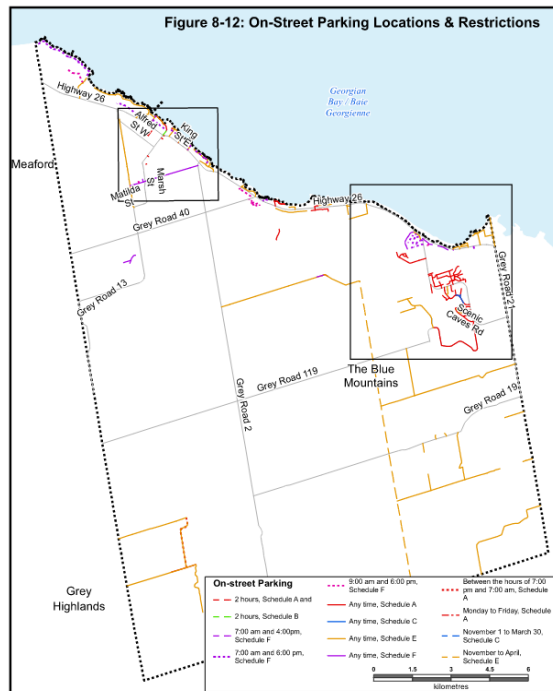 Figure 8-12: On-Street Parking Locations & Restrictions
Georgian
Bay / Baie
Georgienne
Highway 26
Alfred
St W
King
St E
Meaford
Marsh
St
Matilda
St
Highway 26
Grey Road 40
Grey Road 13
Grey Road 21
Scenic
Caves Rd
Grey Road 119
The Blue
Mountains
Grey Road 2
Grey Road 19
Grey
Highlands
On-street Parking
2 hours, Schedule A and
2 hours, Schedule B
7:00 am and 4:00pm,
Schedule F
7:00 am and 6:00 pm,
Schedule F
9:00 am and 6:00 pm,
Schedule F
Any time, Schedule A
Any time, Schedule C
Any time, Schedule E
Any time, Schedule F
Between the hours of 7:00
pm and 7:00 am, Schedule
A
Monday to Friday, Schedule
A
November 1 to March 30,
Schedule C
November to April,
Schedule E
0 1.5 3 4.5 6
kilometres